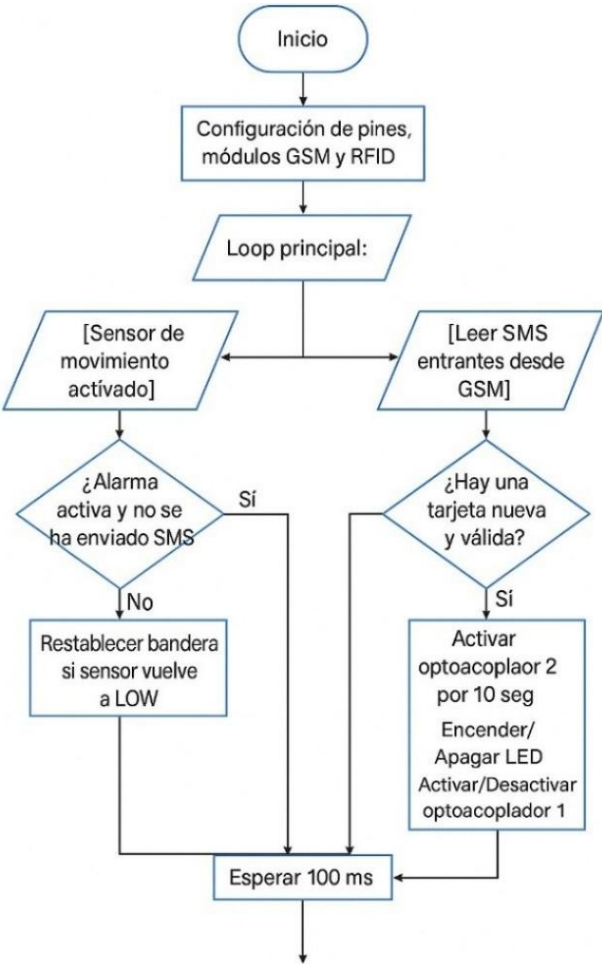 Inicio
Configuración de pines,
módulos GSM y RFID
Loop principal:
[Sensor de
movimiento
actívado]
[Leer SMS
entrantes desde
GSM]
¿Alarma
activa y no se
ha enviado SMS
Sí
¿Hay una
tarjeta nueva
y válida?
No
Sí
Restablecer bandera
si sensor vuelve
a LOW
Activar
optoacoplaor 2
por 10 seg
Encender/
Apagar LED
Activar/Desactivar
optoacoplador 1
Esperar 100 ms